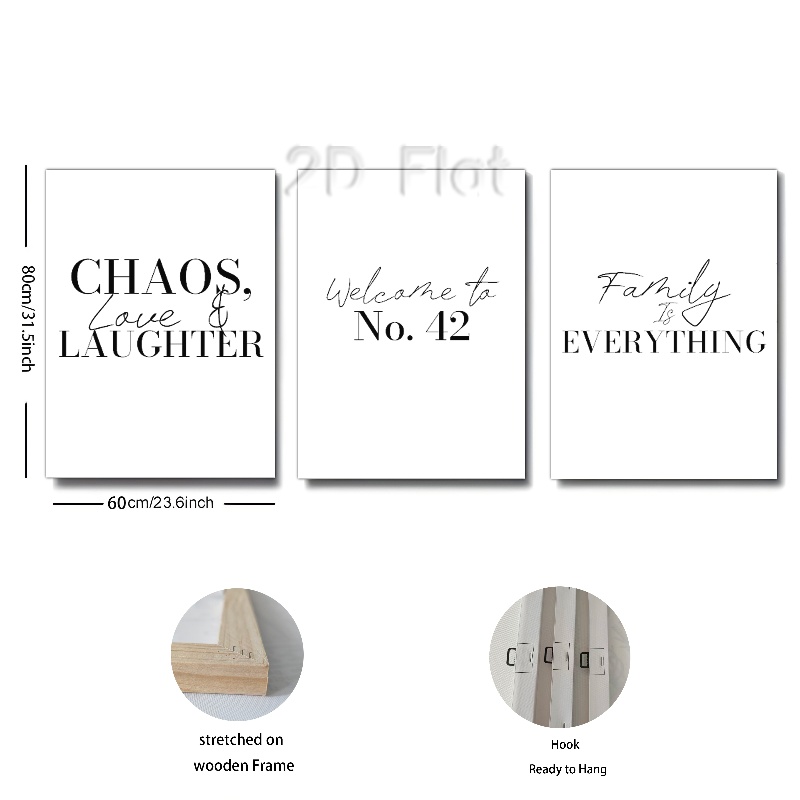 2D Flat
CHAOS,
Love &
LAUGHTER
Welcome to
No. 42
Family
Is
EVERYTHING
80cm/31.5inch
60cm/23.6inch
stretched on
wooden Frame
Hook
Ready to Hang